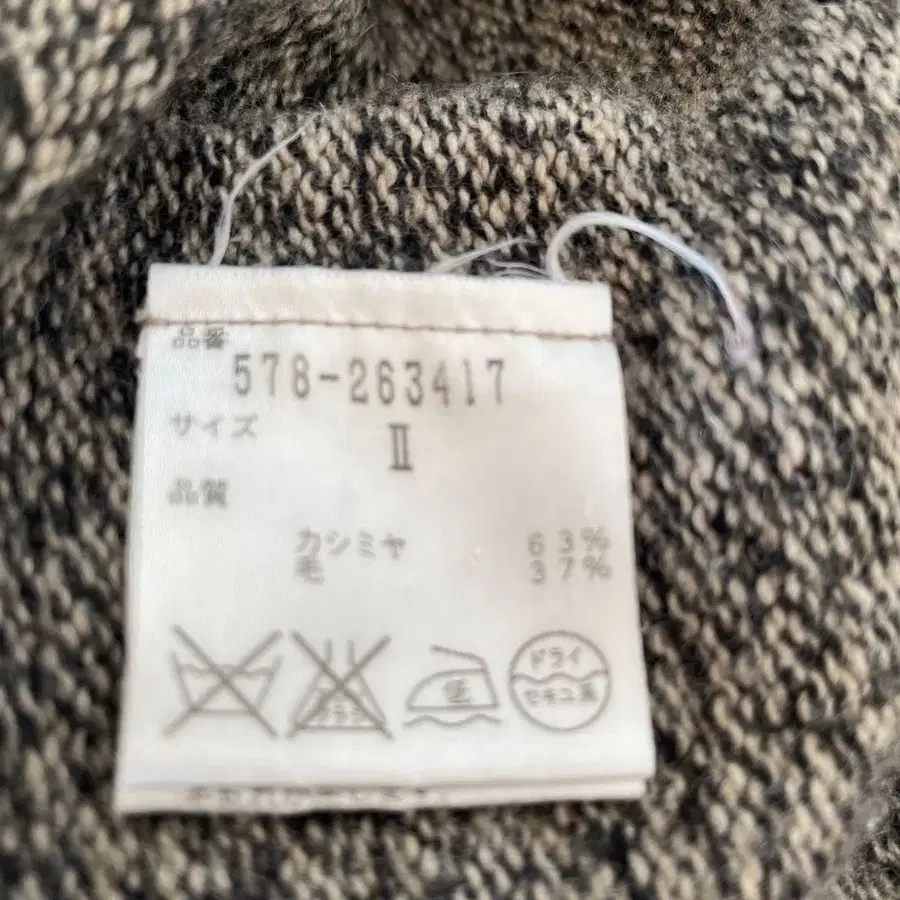 品番
578-263417
サイズ
II
品質
カシミヤ 63%
毛 37%
低
ドライ
セキユ系